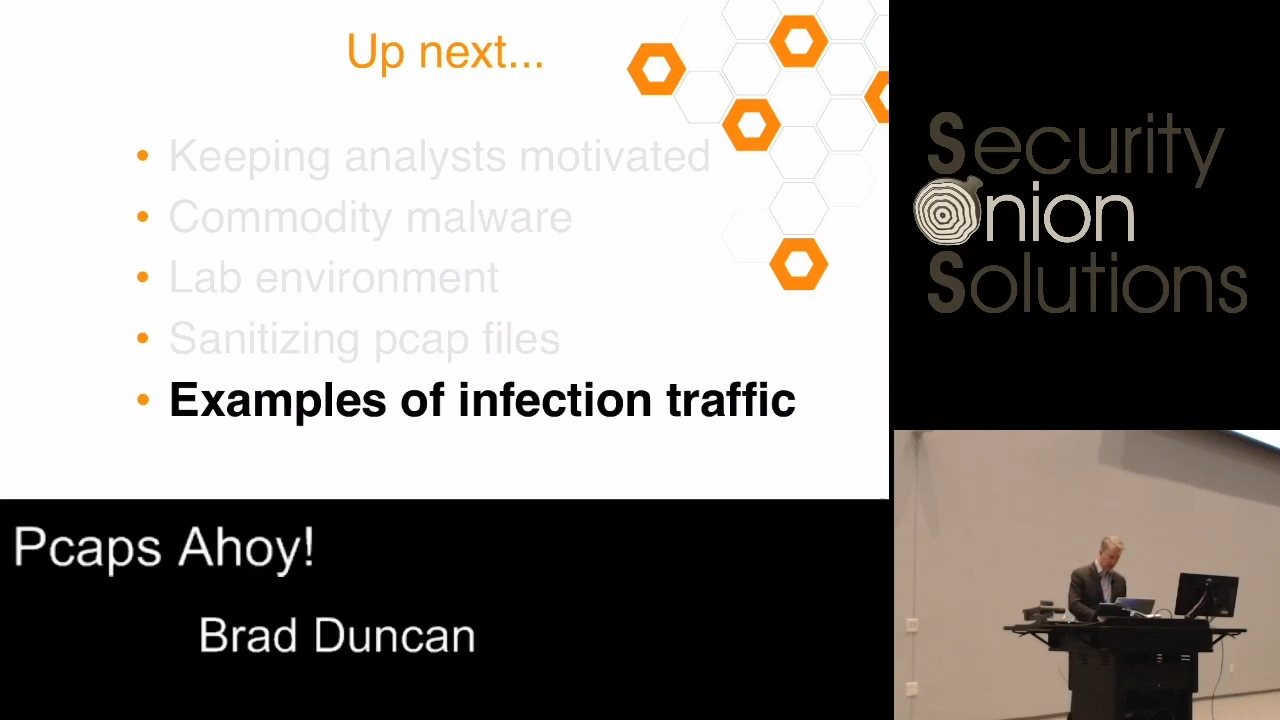 Up next...
Keeping analysts motivated
Commodity malware
Lab environment
Sanitizing pcap files
Examples of infection traffic
Security
Onion
Solutions
Pcaps Ahoy!
Brad Duncan